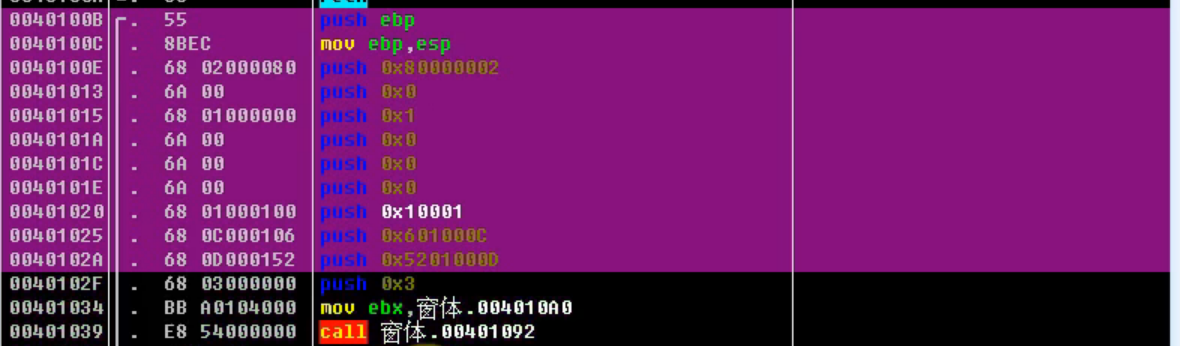 0040100B . 55 push ebp
0040100C . 8BEC mov ebp,esp
0040100E . 68 02000080 push 0x80000002
00401013 . 6A 00 push 0x0
00401015 . 68 01000000 push 0x1
0040101A . 6A 00 push 0x0
0040101C . 6A 00 push 0x0
0040101E . 6A 00 push 0x0
00401020 . 68 01000100 push 0x10001
00401025 . 68 0C000106 push 0x601000C
0040102A . 68 0D000152 push 0x5201000D
0040102F . 68 03000000 push 0x3
00401034 . BB A0104000 mov ebx,窗体.004010A0
00401039 . E8 54000000 call 窗体.00401092